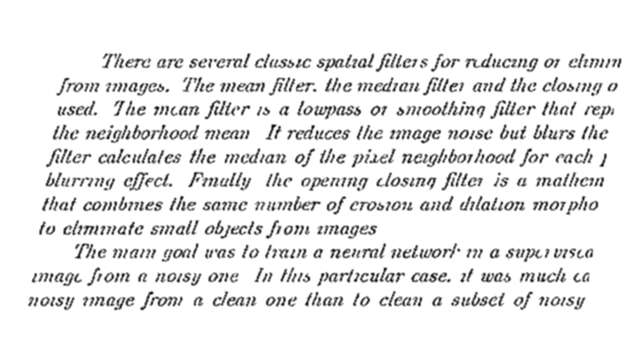 There are several classic spatial filters for reducing or elimin
from images. The mean filter, the median filter and the closing o
used. The mean filter is a lowpass or smoothing filter that repl
the neighborhood mean It reduces the image noise but blurs the
filter calculates the median of the pixel neighborhood for each p
blurring effect. Finally the opening closing filter is a mathem
that combines the same number of erosion and dilation morpho
to eliminate small objects from images
The main goal was to train a neural network in a supervised
image from a noisy one In this particular case, it was much ea
noisy image from a clean one than to clean a subset of noisy